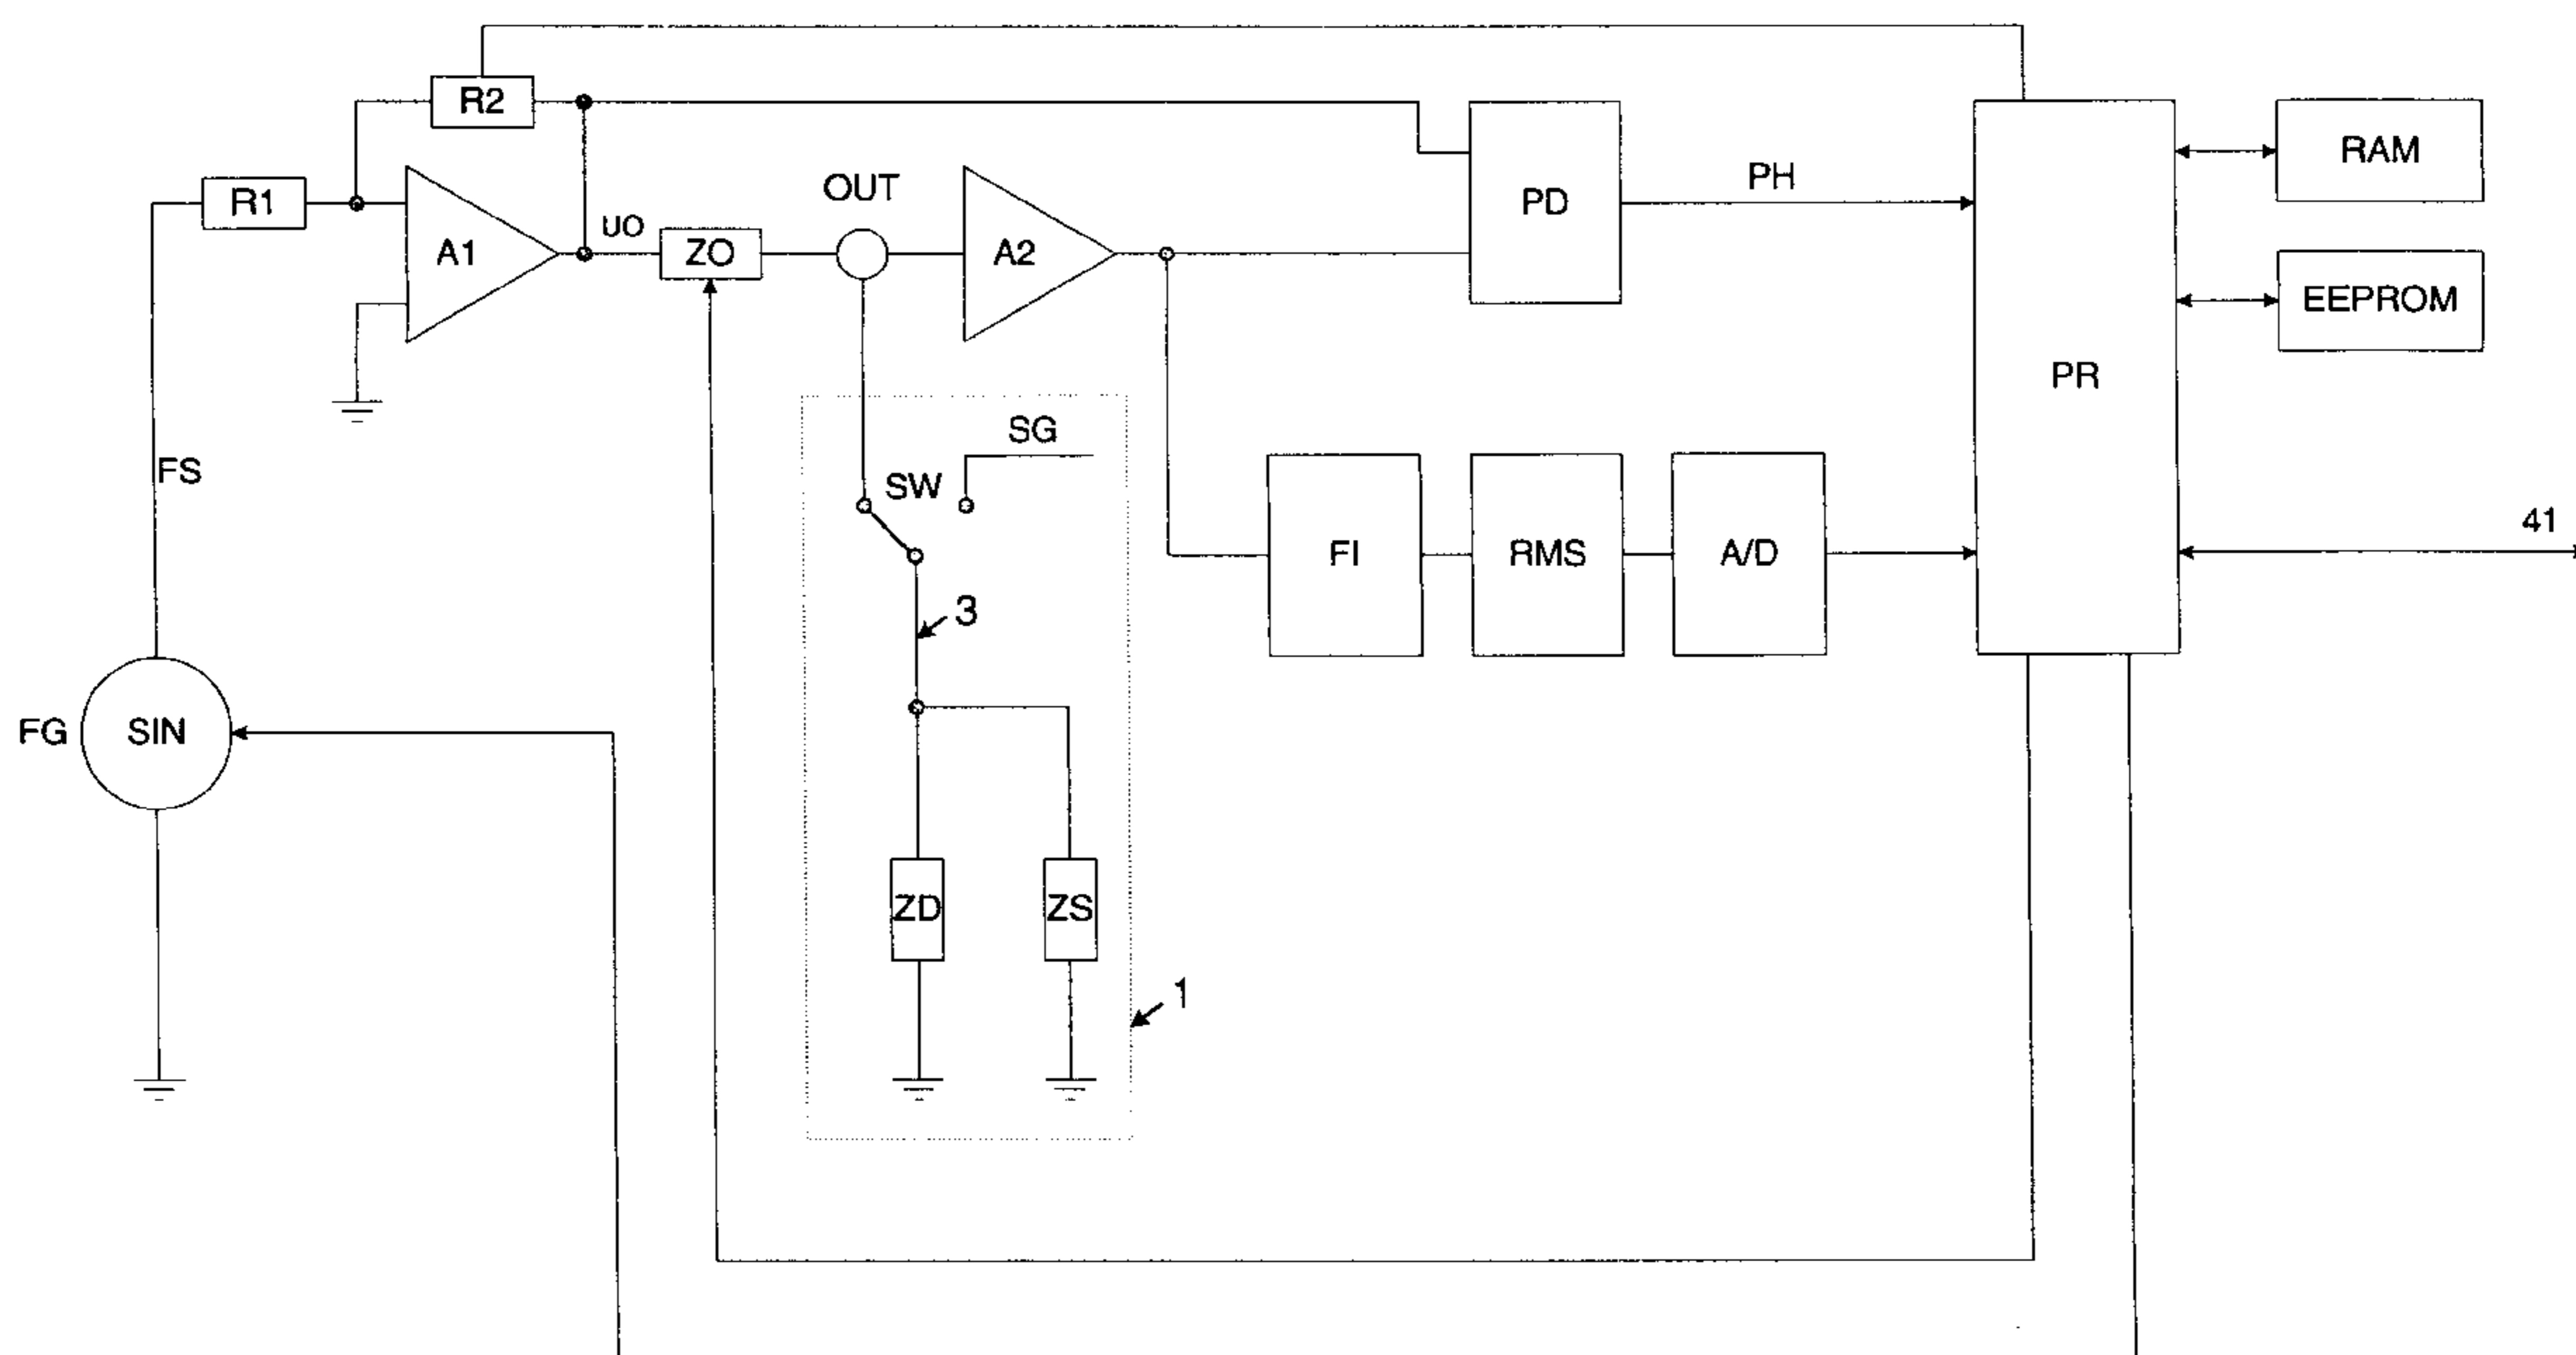 R2
R1
A1
UO
ZO
OUT
A2
PD
PH
PR
RAM
EEPROM
FS
SG
SW
3
FI
RMS
A/D
41
FG
SIN
ZD
ZS
1